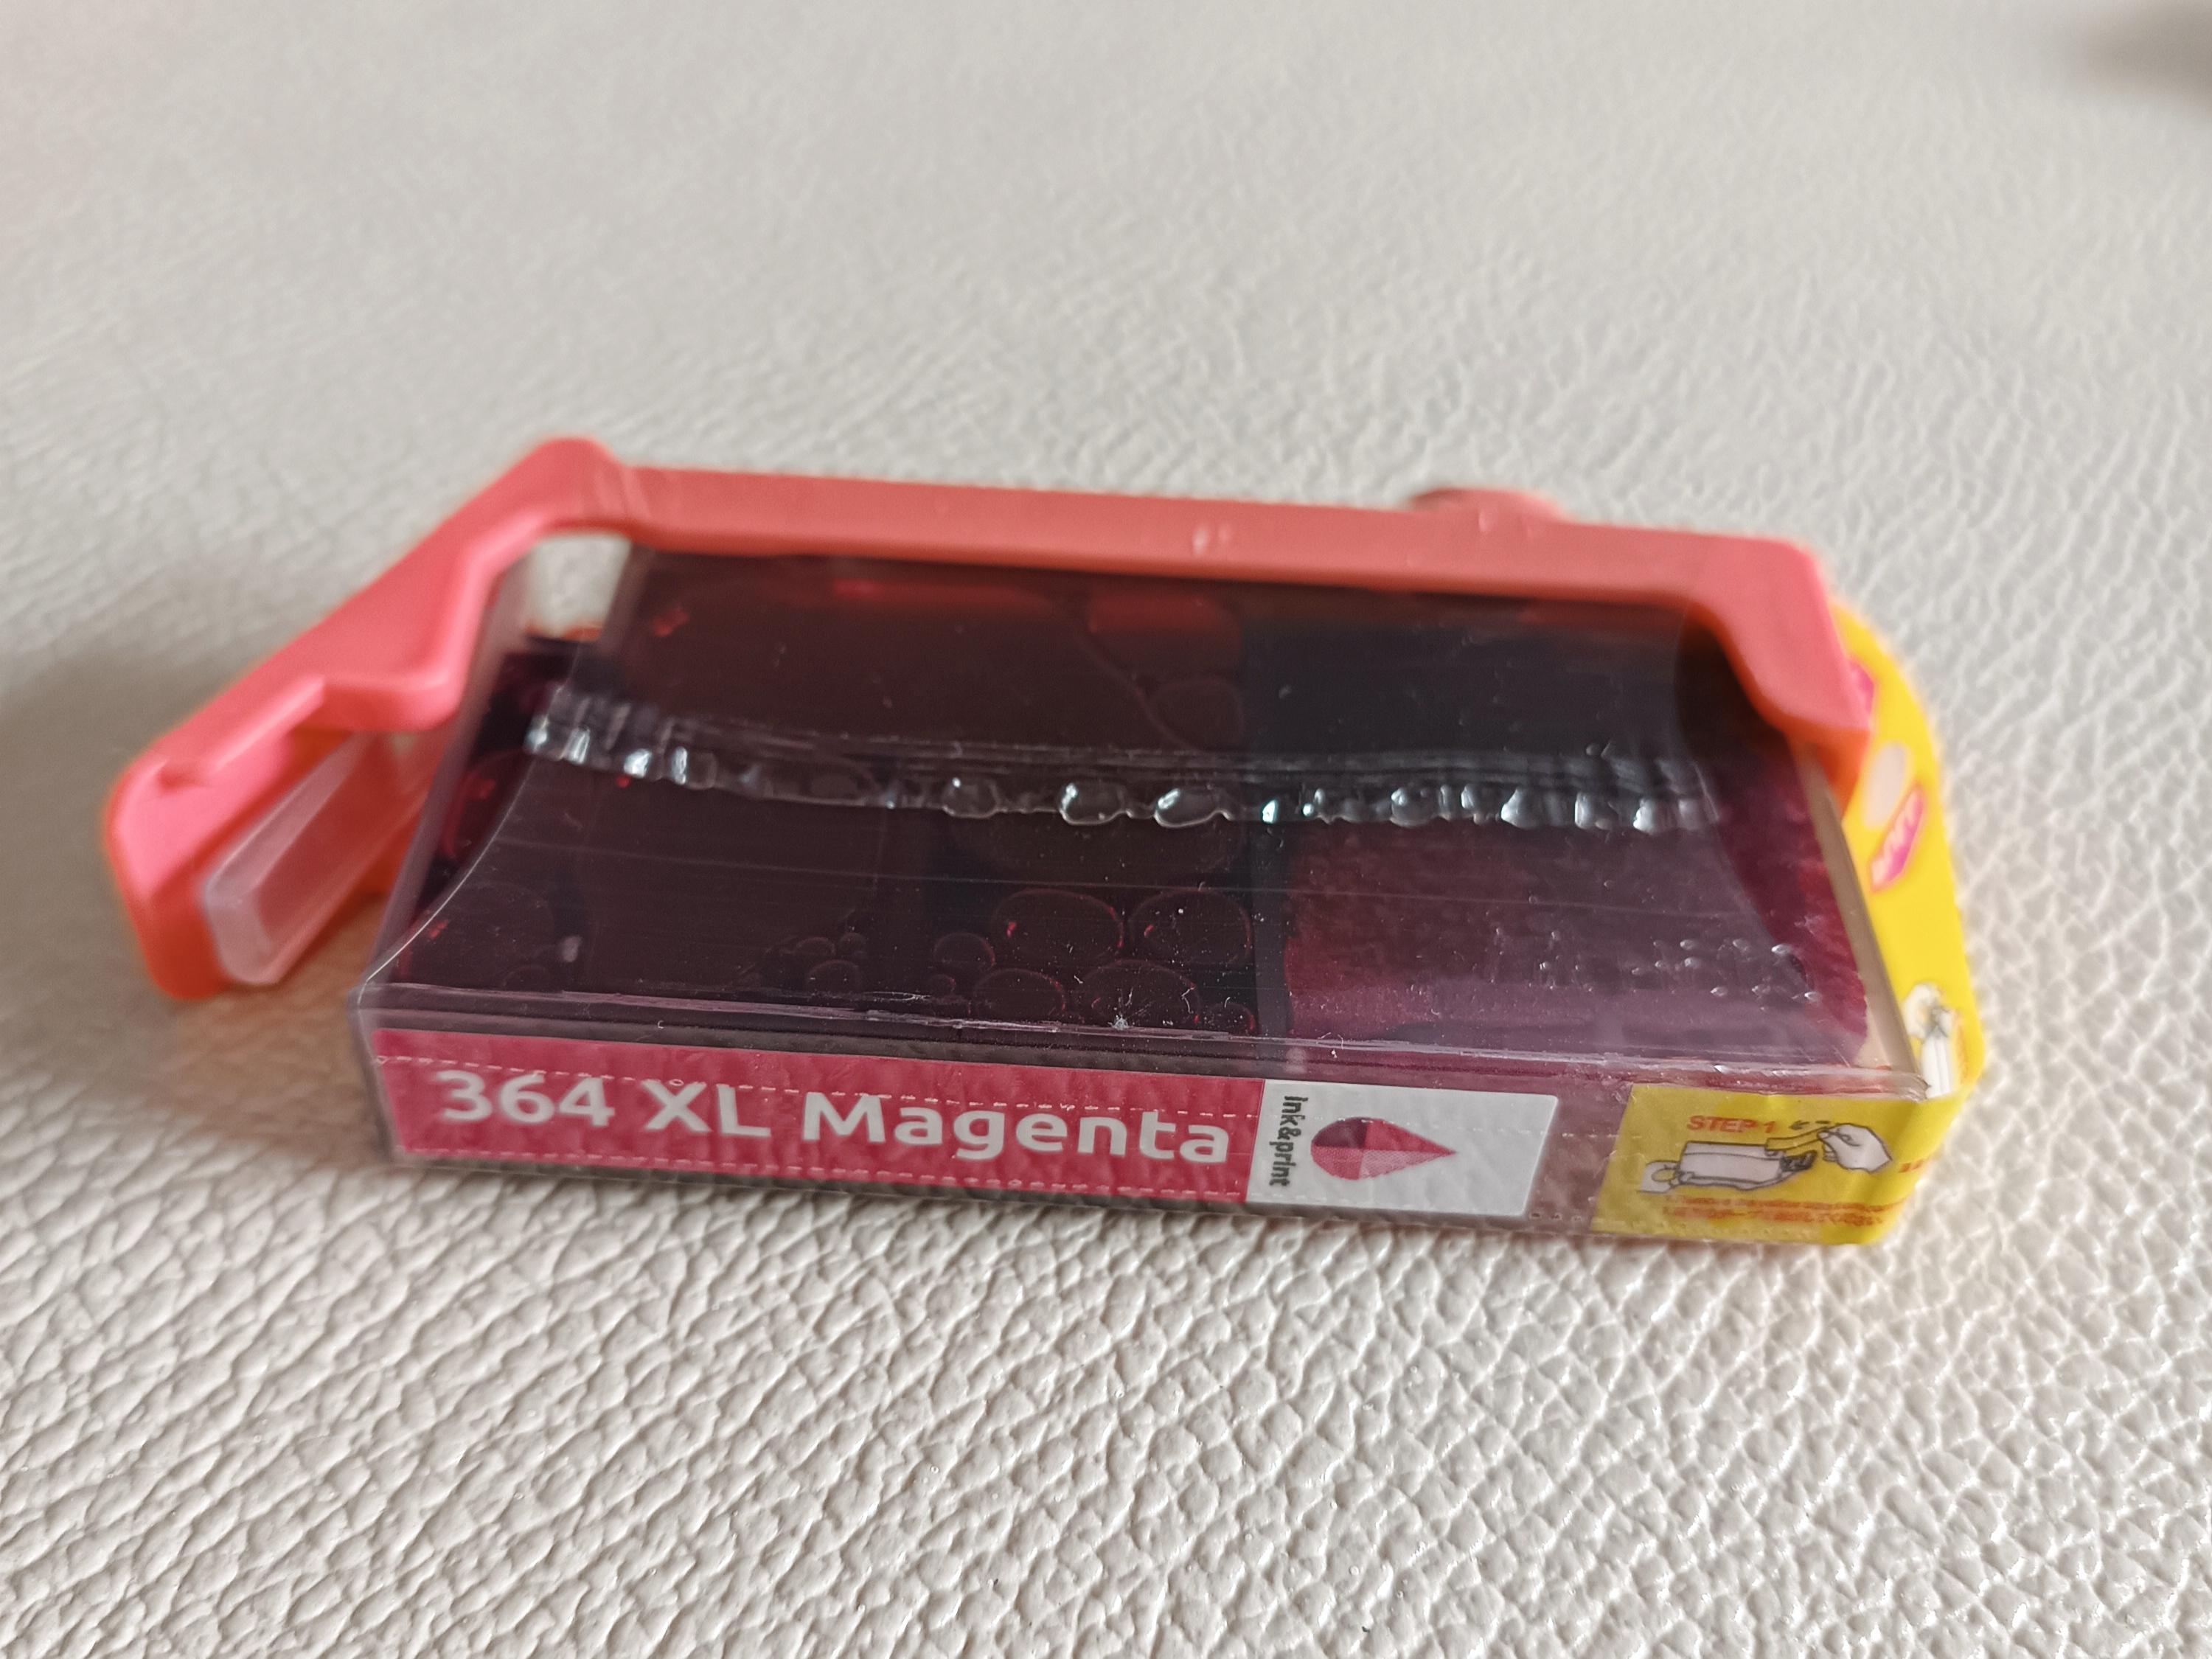 364 XL Magenta
Ink&print
STEP 1